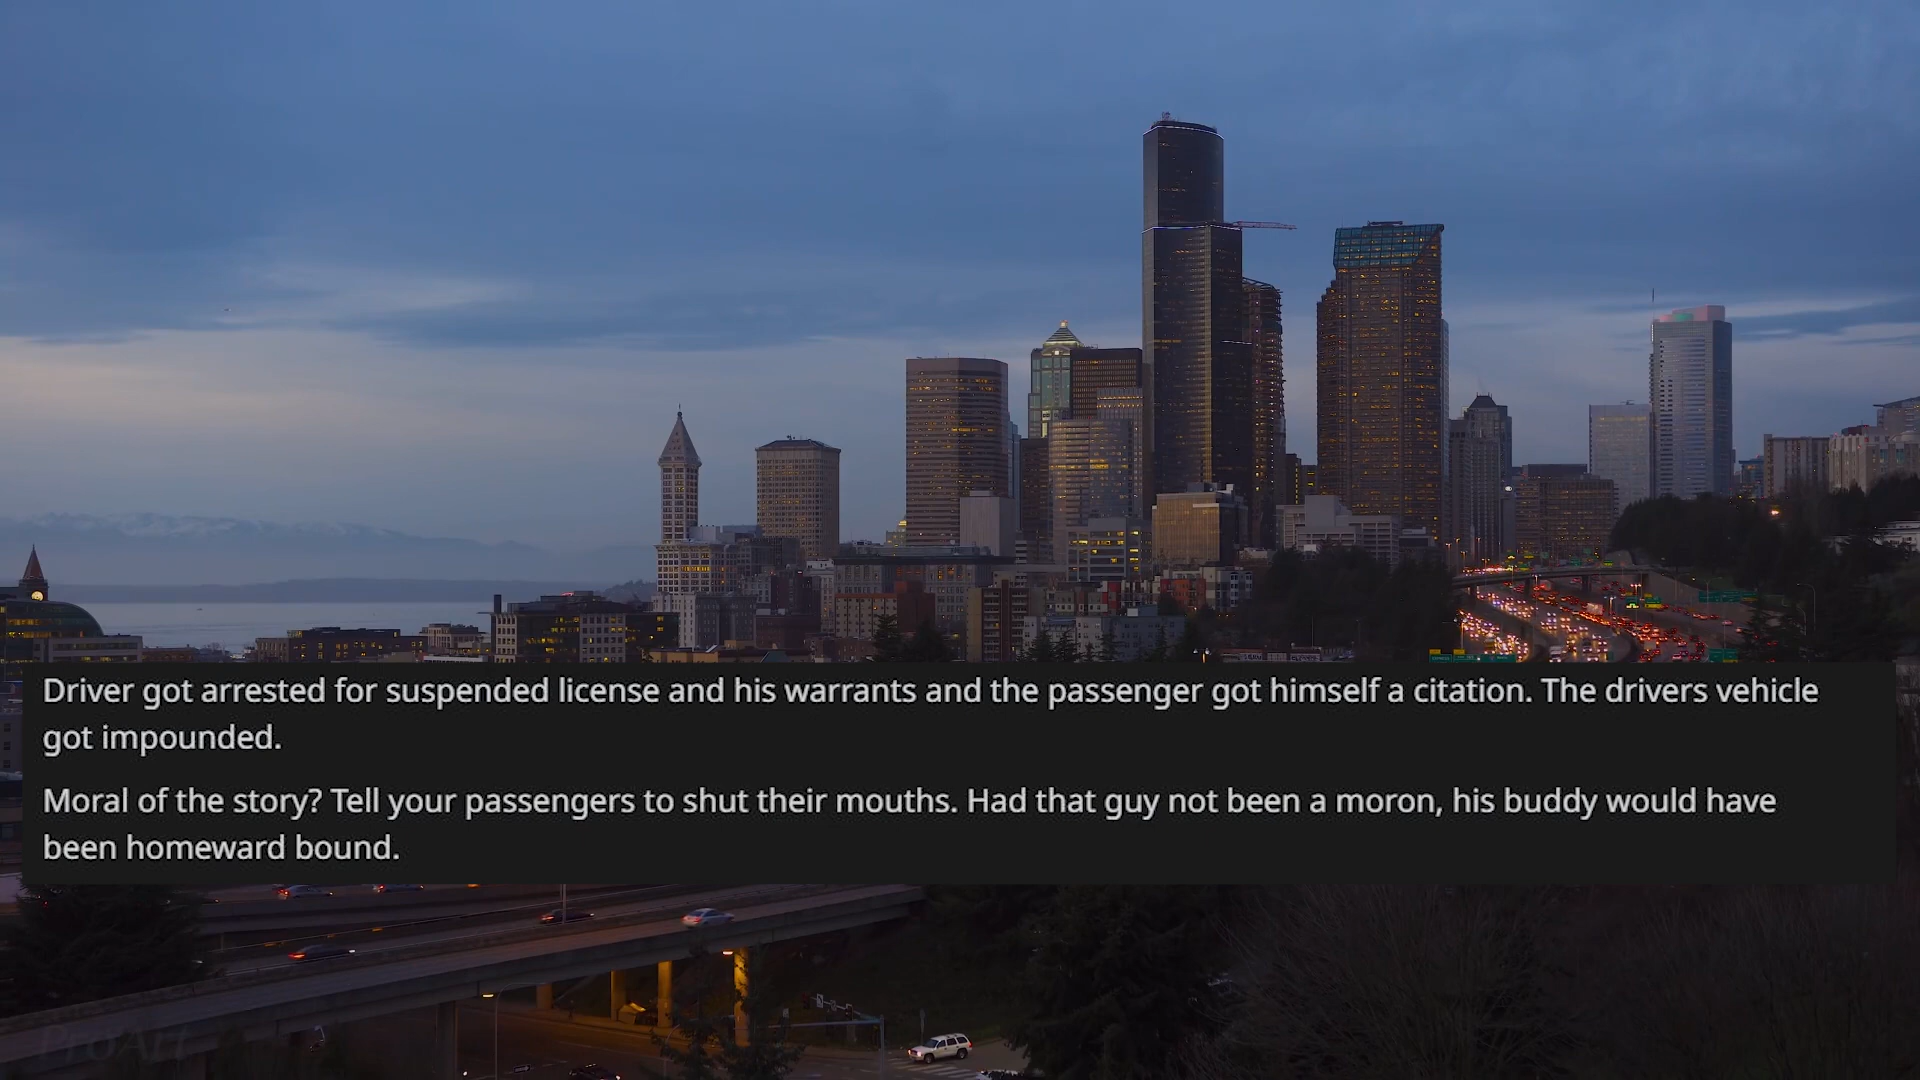 Driver got arrested for suspended license and his warrants and the passenger got himself a citation. The drivers vehicle
got impounded.
Moral of the story? Tell your passengers to shut their mouths. Had that guy not been a moron, his buddy would have
been homeward bound.
ProArt